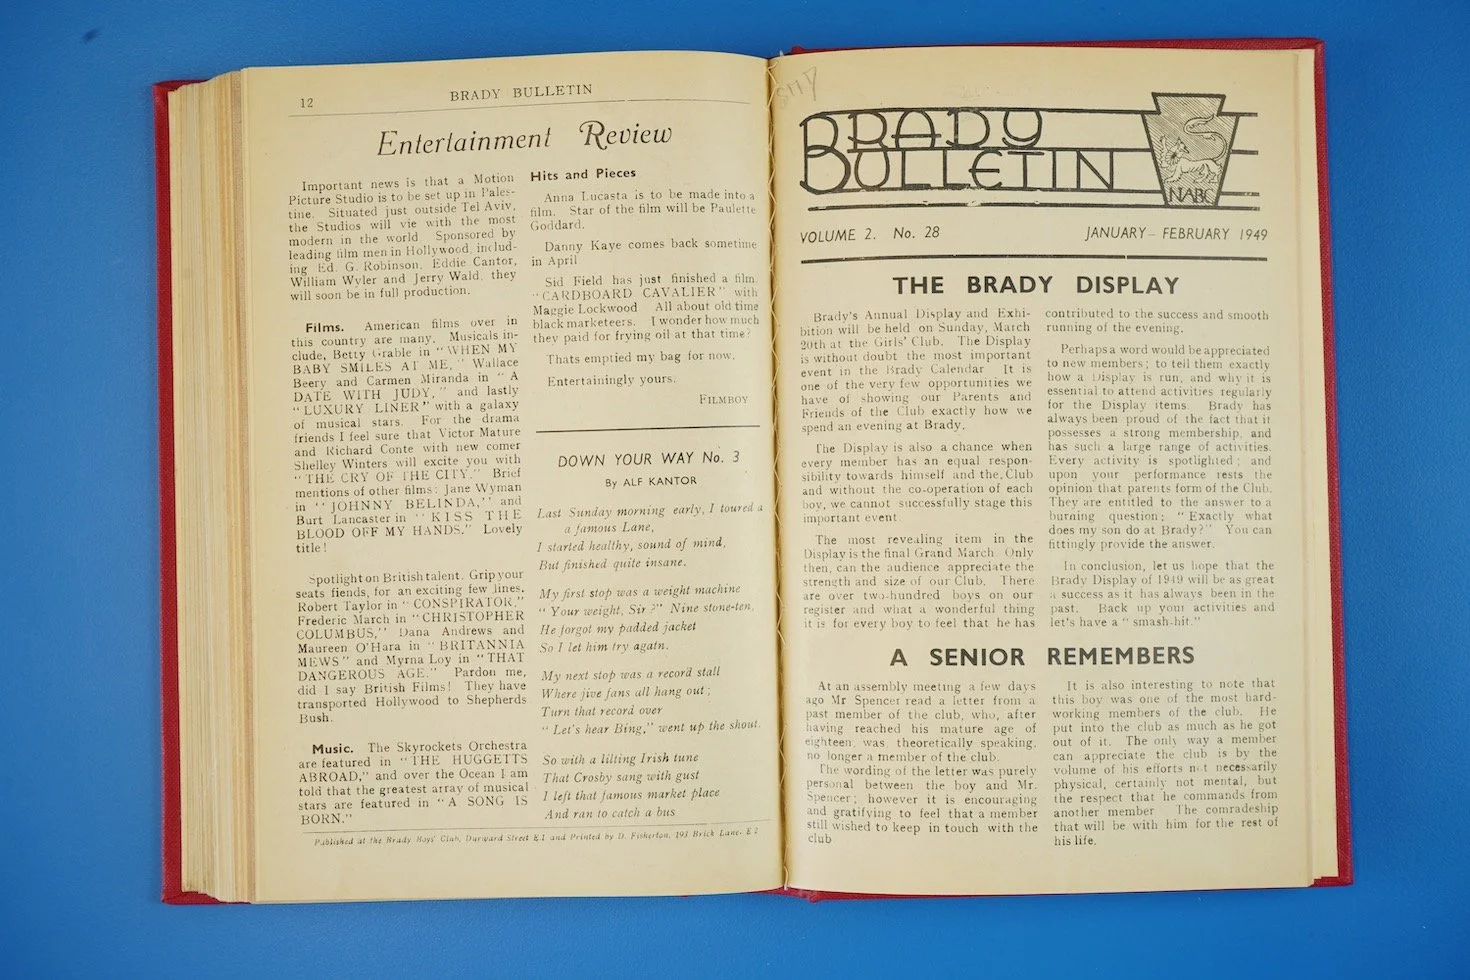 12
BRADY BULLETIN
Entertainment Review
Important news is that a Motion
Picture Studio is to be set up in Pales-
tine. Situated just outside Tel Aviv,
the Studios will vie with the most
modern in the world Sponsored by
leading film men in Hollywood, includ-
ing Ed. G. Robinson, Eddie Cantor,
William Wyler and Jerry Wald, they
will soon be in full production.
Films. American films over in
this country are many. Musicals in-
clude, Betty Grable in "WHEN MY
BABY SMILES AT ME," Wallace
Beery and Carmen Miranda in "A
DATE WITH JUDY," and lastly
"LUXURY LINER" with a galaxy
of musical stars. For the drama
friends I feel sure that Victor Mature
and Richard Conte with new comer
Shelley Winters will excite you with
"THE CRY OF THE CITY." Brief
mentions of other films: Jane Wyman
in "JOHNNY BELINDA," and
Burt Lancaster in "KISS THE
BLOOD OFF MY HANDS." Lovely
title!
Spotlight on British talent. Grip your
seats fiends, for an exciting few lines.
Robert Taylor in "CONSPIRATOR,"
Frederic March in "CHRISTOPHER
COLUMBUS," Dana Andrews and
Maureen O'Hara in "BRITANNIA
MEWS" and Myrna Loy in "THAT
DANGEROUS AGE." Pardon me,
did I say British Films! They have
transported Hollywood to Shepherds
Bush.
Music. The Skyrockets Orchestra
are featured in "THE HUGGETTS
ABROAD," and over the Ocean I am
told that the greatest array of musical
stars are featured in "A SONG IS
BORN."
Hits and Pieces
Anna Lucasta is to be made into a
film. Star of the film will be Paulette
Goddard.
Danny Kaye comes back sometime
in April
Sid Field has just finished a film,
"CARDBOARD CAVALIER" with
Maggie Lockwood All about old time
black marketeers. I wonder how much
they paid for frying oil at that time?
Thats emptied my bag for now.
Entertainingly yours,
FILMBOY
DOWN YOUR WAY No. 3
By ALF KANTOR
Last Sunday morning early, I toured a
a famous Lane,
I started healthy, sound of mind,
But finished quite insane.
My first stop was a weight machine
"Your weight, Sir?" Nine stone-ten,
He forgot my padded jacket
So I let him try again.
My next stop was a record stall
Where jive fans all hang out;
Turn that record over
"Let's hear Bing," went up the shout.
So with a lilting Irish tune
That Crosby sang with gust
I left that famous market place
And ran to catch a bus
Published at the Brady Boys' Club, Durward Street E.1 and Printed by D. Fisherton, 193 Brick Lane, E 2
BRADY
BULLETIN
NABC
VOLUME 2. No. 28
JANUARY-FEBRUARY 1949
THE BRADY DISPLAY
Brady's Annual Display and Exhi-
bition will be held on Sunday, March
20th at the Girls' Club. The Display
is without doubt the most important
event in the Brady Calendar It is
one of the very few opportunities we
have of showing our Parents and
Friends of the Club exactly how we
spend an evening at Brady.
The Display is also a chance when
every member has an equal respon-
sibility towards himself and the Club
and without the co-operation of each
boy, we cannot successfully stage this
important event
The most revealing item in the
Display is the final Grand March. Only
then, can the audience appreciate the
strength and size of our Club. There
are over two-hundred boys on our
register and what a wonderful thing
it is for every boy to feel that he has
contributed to the success and smooth
running of the evening.
Perhaps a word would be appreciated
to new members; to tell them exactly
how a Display is run, and why it is
essential to attend activities regularly
for the Display items. Brady has
always been proud of the fact that it
possesses a strong membership, and
has such a large range of activities.
Every activity is spotlighted; and
upon your performance rests the
opinion that parents form of the Club.
They are entitled to the answer to a
burning question; "Exactly what
does my son do at Brady?" You can
fittingly provide the answer.
In conclusion, let us hope that the
Brady Display of 1949 will be as great
a success as it has always been in the
past. Back up your activities and
let's have a "smash-hit."
A SENIOR REMEMBERS
At an assembly meeting a few days
ago Mr Spencer read a letter from a
past member of the club, who, after
having reached his mature age of
eighteen, was, theoretically speaking,
no longer a member of the club.
The wording of the letter was purely
personal between the boy and Mr.
Spencer; however it is encouraging
and gratifying to feel that a member
still wished to keep in touch with the
club
It is also interesting to note that
this boy was one of the most hard-
working members of the club. He
put into the club as much as he got
out of it. The only way a member
can appreciate the club is by the
volume of his efforts not necessarily
physical, certainly not mental, but
the respect that he commands from
another member The comradeship
that will be with him for the rest of
his life.